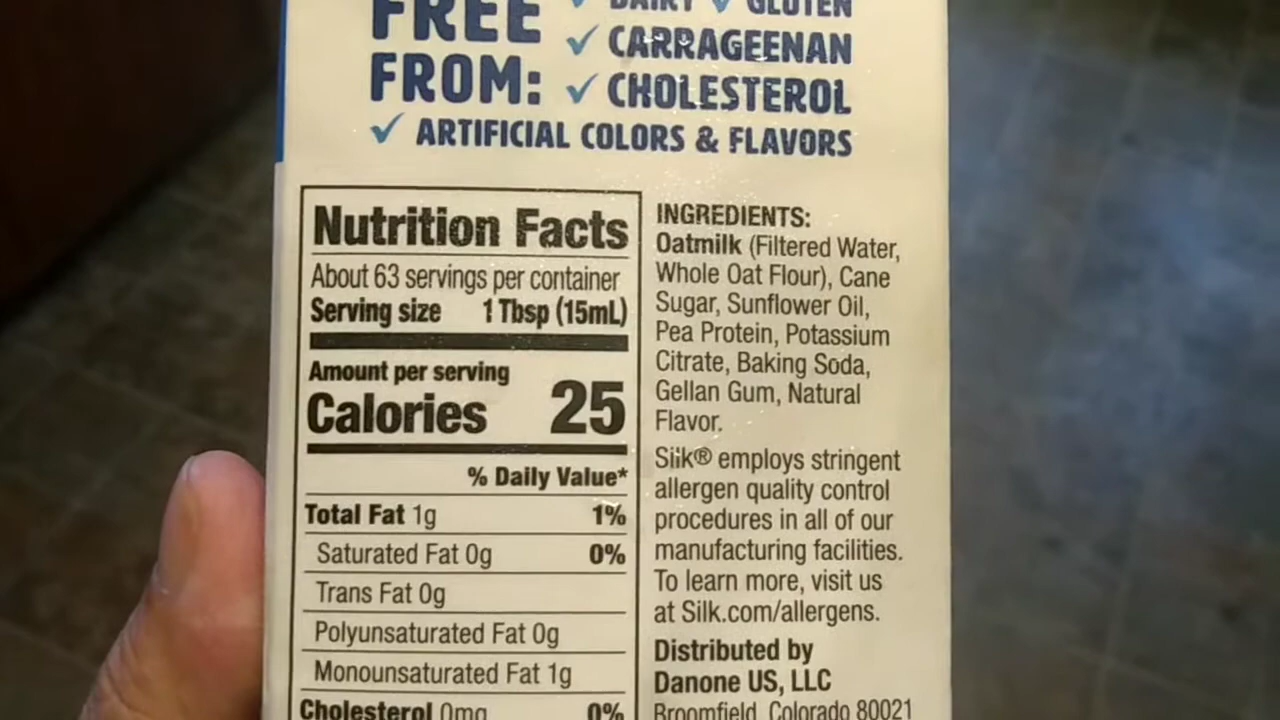 FREE ✓ DAIRY ✓ GLUTEN
✓ CARRAGEENAN
FROM: ✓ CHOLESTEROL
✓ ARTIFICIAL COLORS & FLAVORS
Nutrition Facts
About 63 servings per container
Serving size 1 Tbsp (15mL)
Amount per serving
Calories 25
% Daily Value*
Total Fat 1g 1%
Saturated Fat 0g 0%
Trans Fat 0g
Polyunsaturated Fat 0g
Monounsaturated Fat 1g
Cholesterol 0mg 0%
INGREDIENTS:
Oatmilk (Filtered Water,
Whole Oat Flour), Cane
Sugar, Sunflower Oil,
Pea Protein, Potassium
Citrate, Baking Soda,
Gellan Gum, Natural
Flavor.
Silk® employs stringent
allergen quality control
procedures in all of our
manufacturing facilities.
To learn more, visit us
at Silk.com/allergens.
Distributed by
Danone US, LLC
Broomfield, Colorado 80021